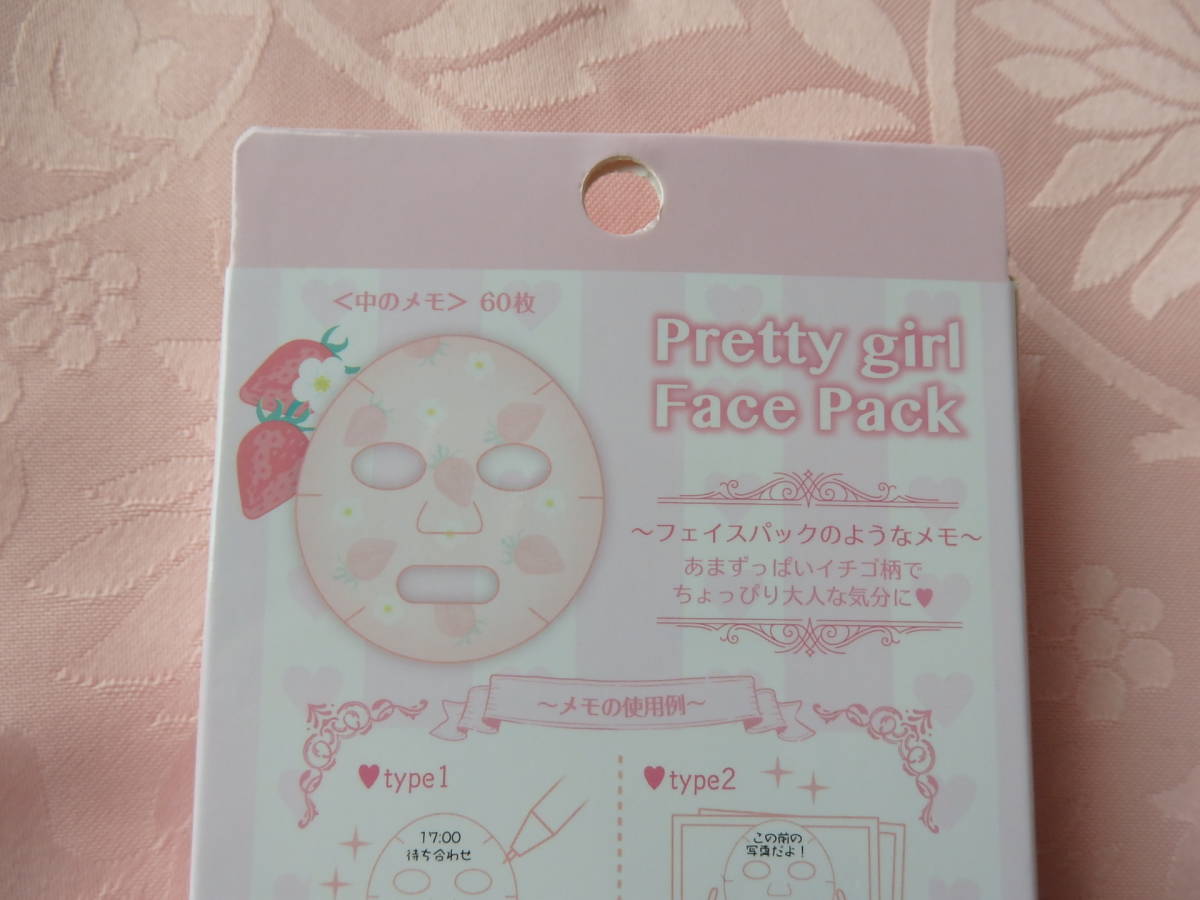 ＜中のメモ＞ 60枚
Pretty girl
Face Pack
～フェイスパックのようなメモ～
あまずっぱいイチゴ柄で
ちょっぴり大人な気分に♥
～メモの使用例～
♥type1
17:00
待ち合わせ
♥type2
この前の
写真だよ！